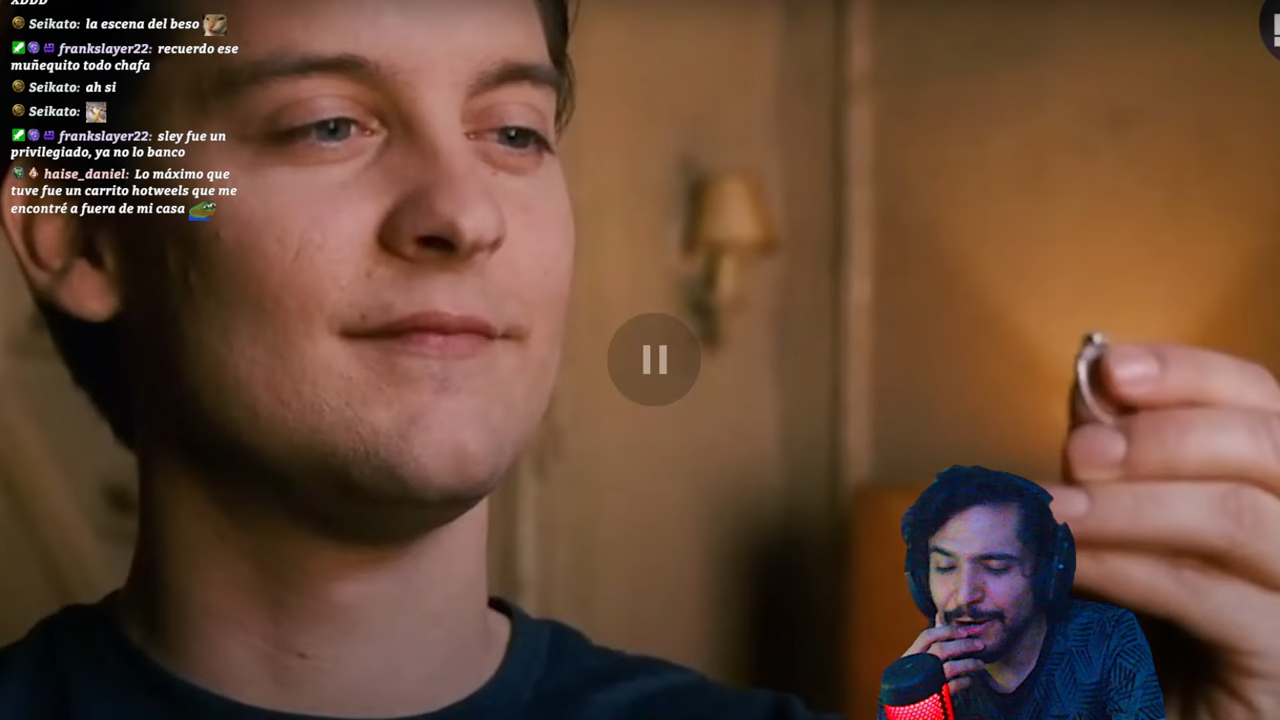 XDDD
Seikato: la escena del beso
frankslayer22: recuerdo ese
muñequito todo chafa
Seikato: ah si
Seikato:
frankslayer22: sley fue un
privilegiado, ya no lo banco
haise_daniel: Lo máximo que
tuve fue un carrito hotweels que me
encontré a fuera de mi casa